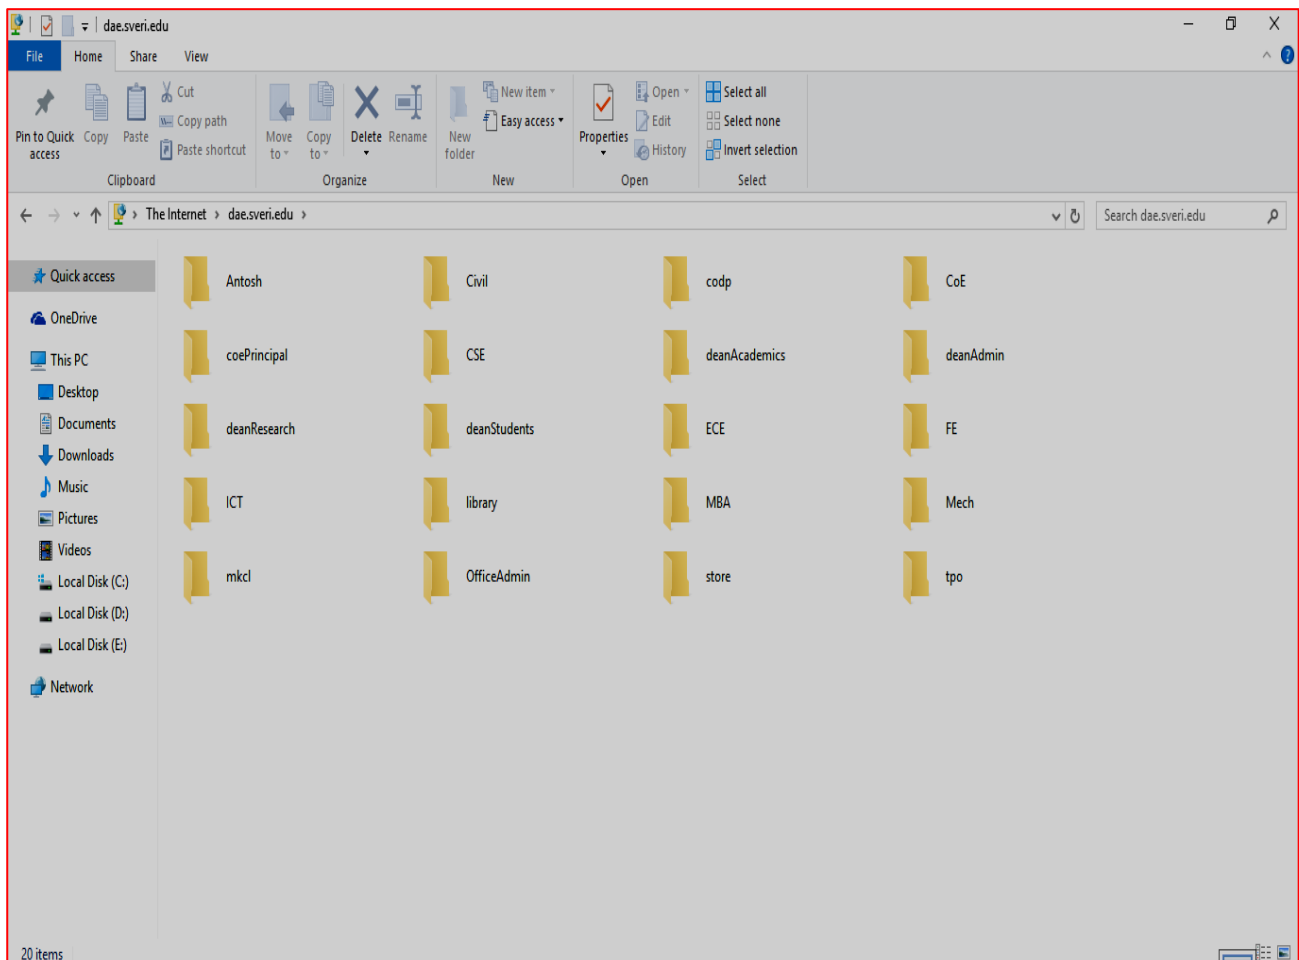 dae.sveri.edu
File Home Share View
Pin to Quick access
Copy
Paste
Cut
Copy path
Paste shortcut
Clipboard
Move to
Copy to
Delete
Rename
Organize
New folder
New item
Easy access
New
Properties
Open
Edit
History
Open
Select all
Select none
Invert selection
Select
The Internet > dae.sveri.edu >
Search dae.sveri.edu
Quick access
OneDrive
This PC
Desktop
Documents
Downloads
Music
Pictures
Videos
Local Disk (C:)
Local Disk (D:)
Local Disk (E:)
Network
Antosh Civil codp CoE
coePrincipal CSE deanAcademics deanAdmin
deanResearch deanStudents ECE FE
ICT library MBA Mech
mkcl OfficeAdmin store tpo
20 items